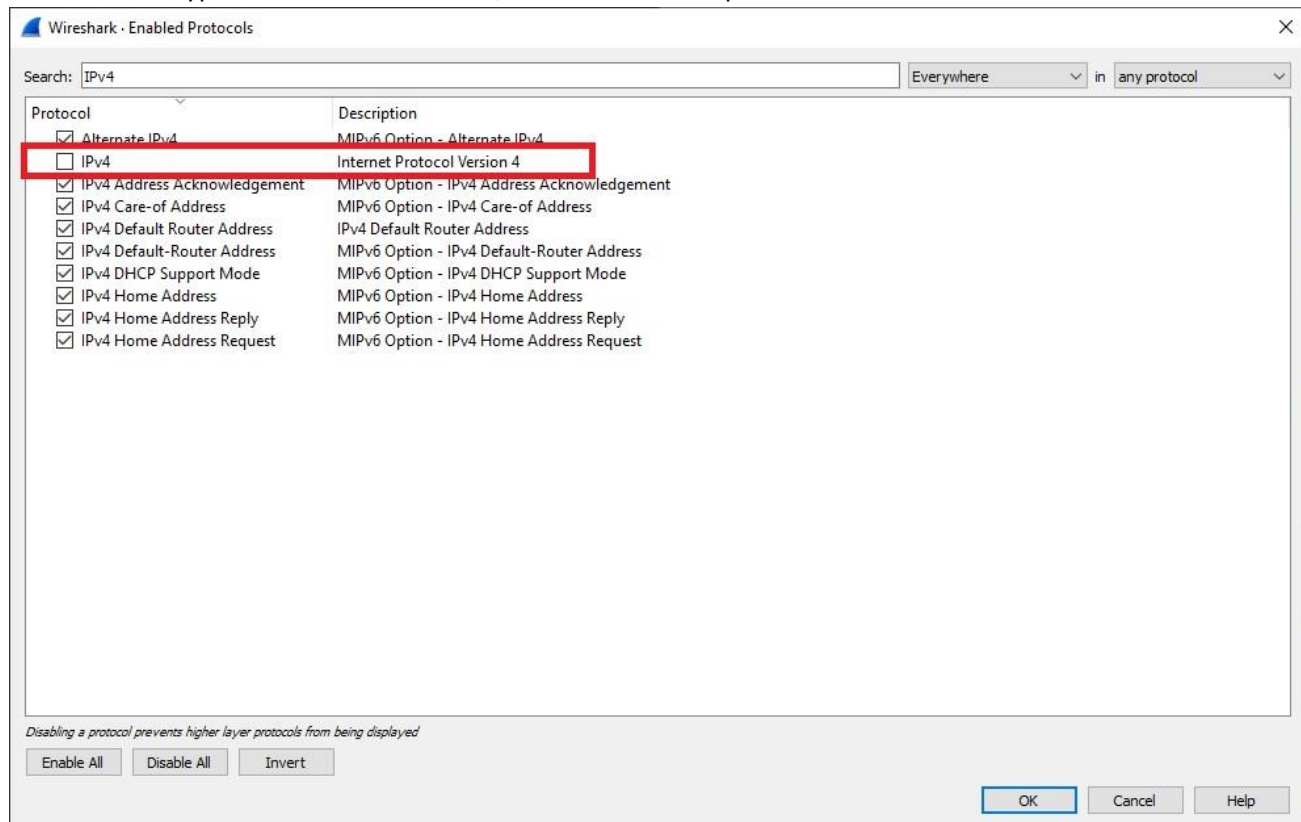 Wireshark · Enabled Protocols
Search: IPv4 Everywhere in any protocol
Protocol Description
Alternate IPv4 MIPv6 Option - Alternate IPv4
IPv4 Internet Protocol Version 4
IPv4 Address Acknowledgement MIPv6 Option - IPv4 Address Acknowledgement
IPv4 Care-of Address MIPv6 Option - IPv4 Care-of Address
IPv4 Default Router Address IPv4 Default Router Address
IPv4 Default-Router Address MIPv6 Option - IPv4 Default-Router Address
IPv4 DHCP Support Mode MIPv6 Option - IPv4 DHCP Support Mode
IPv4 Home Address MIPv6 Option - IPv4 Home Address
IPv4 Home Address Reply MIPv6 Option - IPv4 Home Address Reply
IPv4 Home Address Request MIPv6 Option - IPv4 Home Address Request
Disabling a protocol prevents higher layer protocols from being displayed
Enable All Disable All Invert
OK Cancel Help